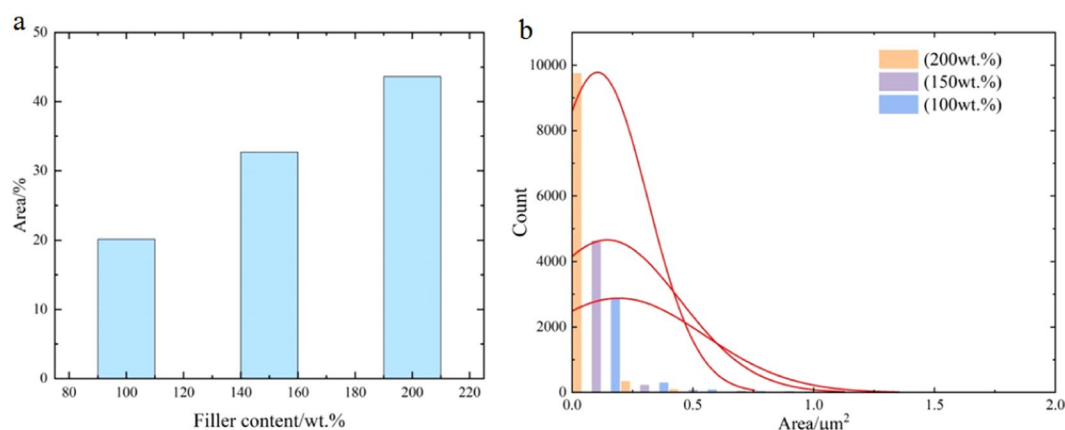 a
50
40
30
20
10
0
Area/%
80 100 120 140 160 180 200 220
Filler content/wt.%
b
(200wt.%)
(150wt.%)
(100wt.%)
10000
8000
6000
4000
2000
0
Count
0.0 0.5 1.0 1.5 2.0
Area/μm²